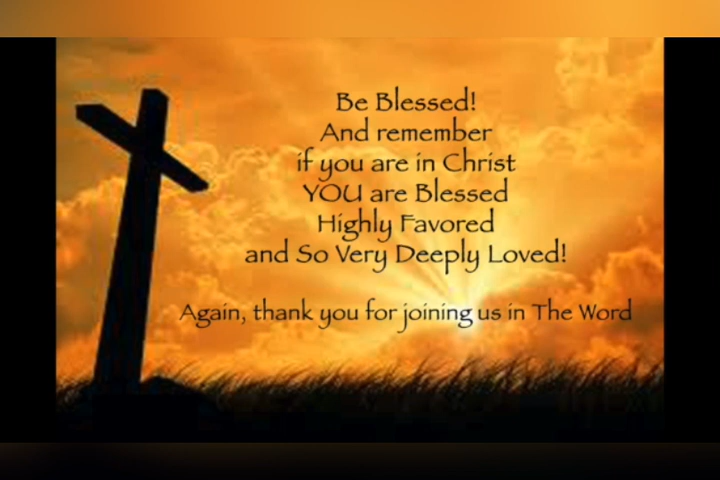 Be Blessed!
And remember
if you are in Christ
YOU are Blessed
Highly Favored
and So Very Deeply Loved!
Again, thank you for joining us in The Word